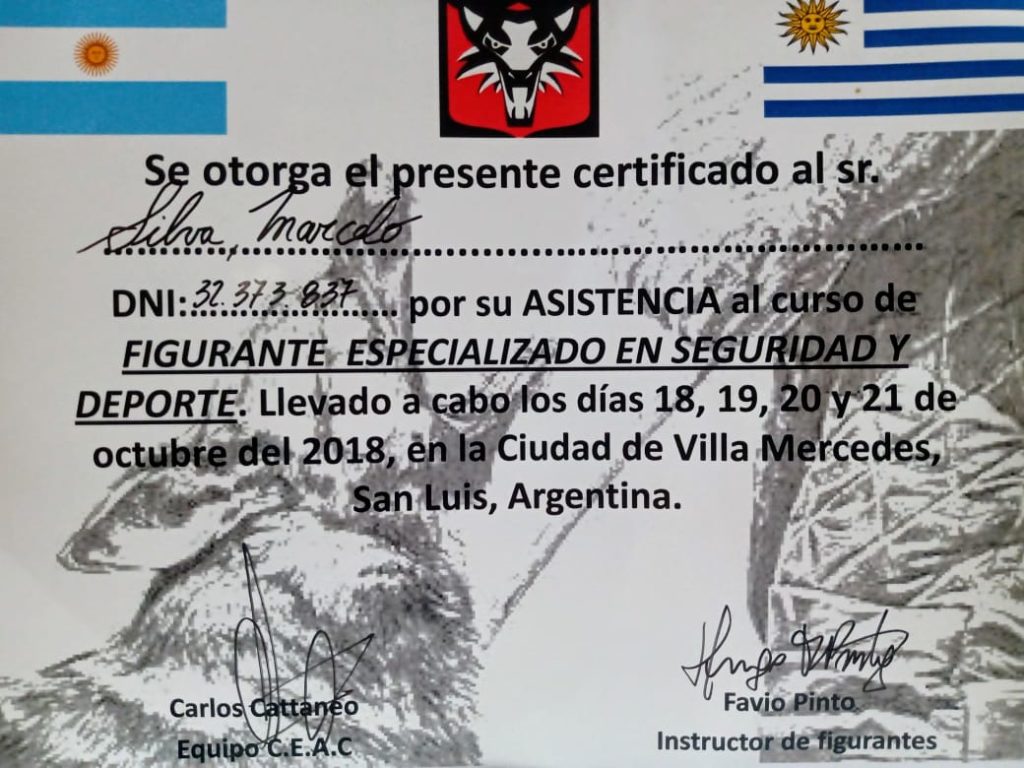 Se otorga el presente certificado al sr.
Silva, Marcelo
DNI: 32.373.837 por su ASISTENCIA al curso de
FIGURANTE ESPECIALIZADO EN SEGURIDAD Y
DEPORTE. Llevado a cabo los días 18, 19, 20 y 21 de
octubre del 2018, en la Ciudad de Villa Mercedes,
San Luis, Argentina.
Carlos Cattáneo
Equipo C.E.A.C
Favio Pinto
Instructor de figurantes